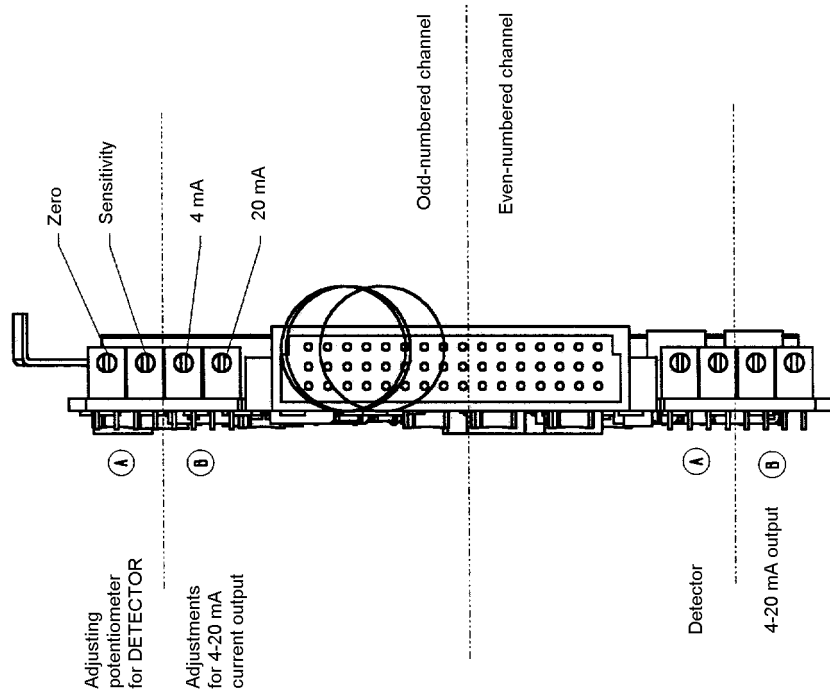 Zero
Sensitivity
4 mA
20 mA
Odd-numbered channel
Even-numbered channel
A
B
A
B
Adjusting
potentiometer
for DETECTOR
Adjustments
for 4-20 mA
current output
Detector
4-20 mA output